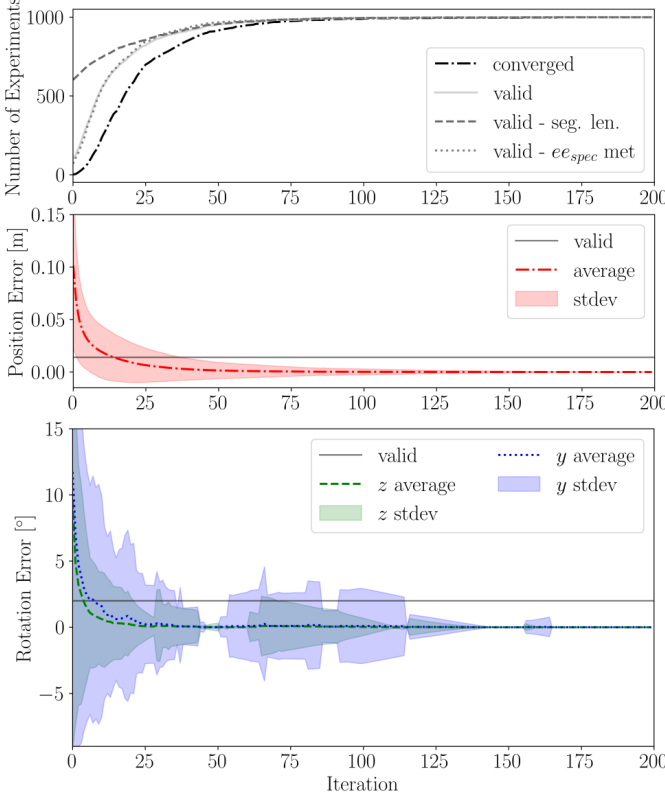 1000
500
0
Number of Experiments
converged
valid
valid - seg. len.
valid - ee_spec met
0 25 50 75 100 125 150 175 200
0.15
0.10
0.05
0.00
Position Error [m]
valid
average
stdev
0 25 50 75 100 125 150 175 200
15
10
5
0
−5
Rotation Error [°]
valid
z average
z stdev
y average
y stdev
0 25 50 75 100 125 150 175 200
Iteration